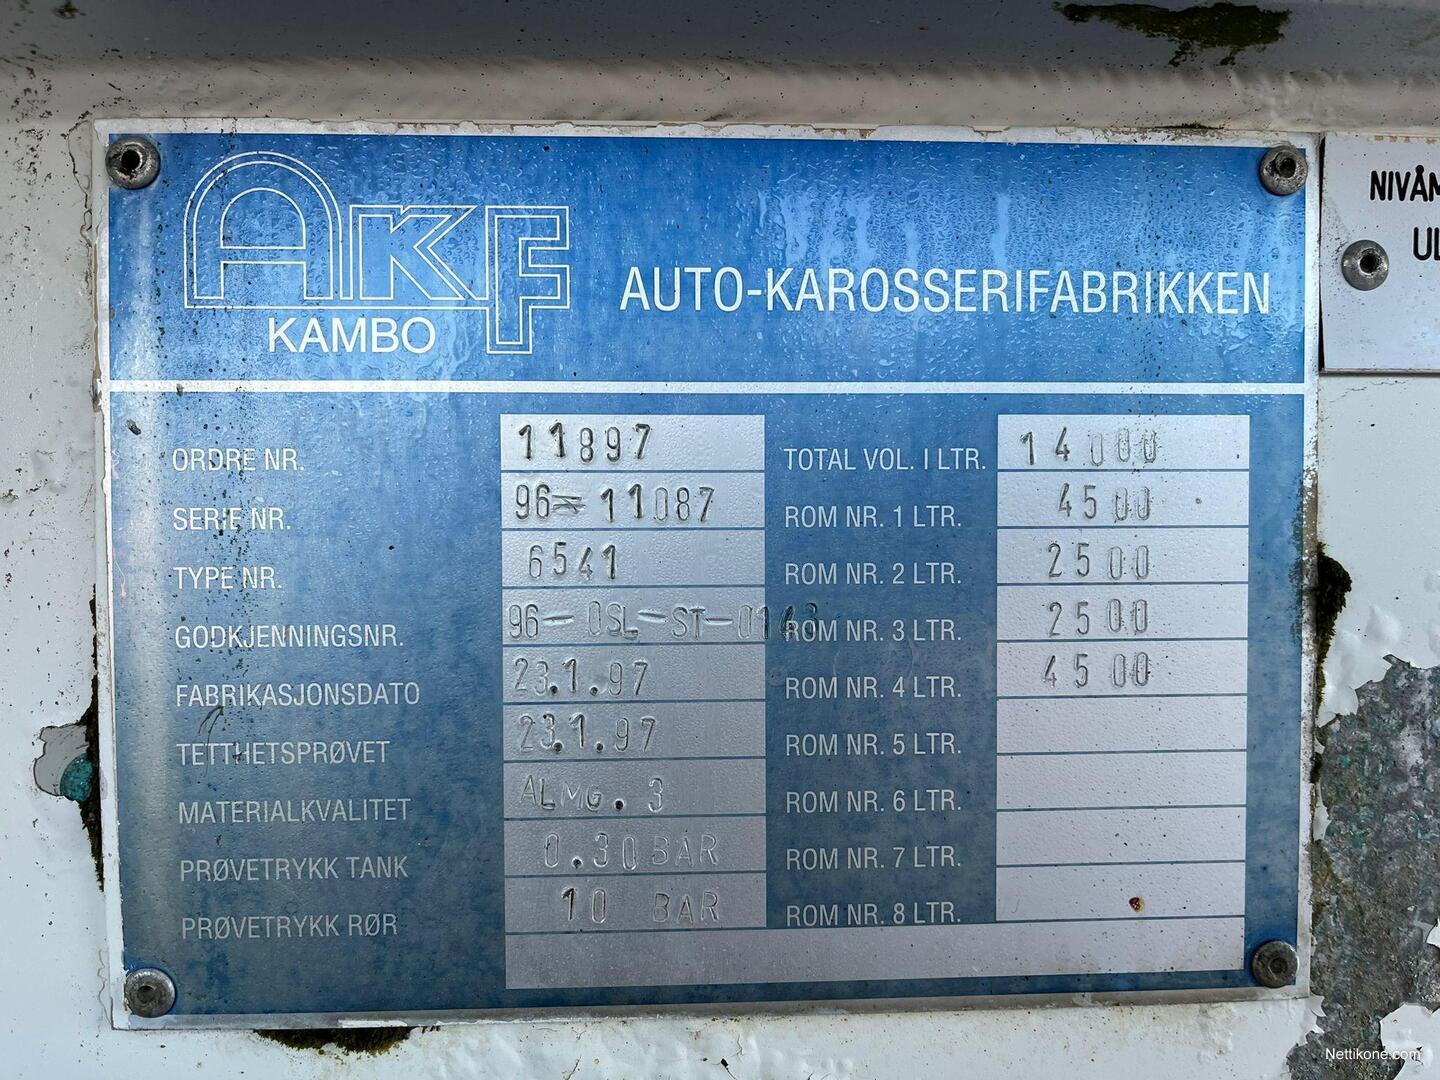 AKF
KAMBO
AUTO-KAROSSERIFABRIKKEN
NIVÅM
UL
ORDRE NR. 11897
SERIE NR. 96-11087
TYPE NR. 6541
GODKJENNINGSNR. 96-OSL-ST-0143
FABRIKASJONSDATO 23.1.97
TETTHETSPRØVET 23.1.97
MATERIALKVALITET ALMG.3
PRØVETRYKK TANK 0.30 BAR
PRØVETRYKK RØR 10 BAR
TOTAL VOL. I LTR. 14000
ROM NR. 1 LTR. 4500
ROM NR. 2 LTR. 2500
ROM NR. 3 LTR. 2500
ROM NR. 4 LTR. 4500
ROM NR. 5 LTR.
ROM NR. 6 LTR.
ROM NR. 7 LTR.
ROM NR. 8 LTR.
Nettikone.com